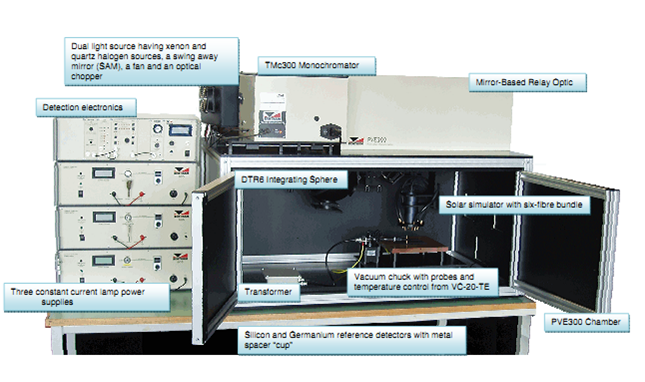 Dual light source having xenon and
quartz halogen sources, a swing away
mirror (SAM), a fan and an optical
chopper
TMc300 Monochromator
Mirror-Based Relay Optic
Detection electronics
PVE300
DTR6 Integrating Sphere
Solar simulator with six-fibre bundle
Three constant current lamp power
supplies
Transformer
Vacuum chuck with probes and
temperature control from VC-20-TE
PVE300 Chamber
Silicon and Germanium reference detectors with metal
spacer "cup"